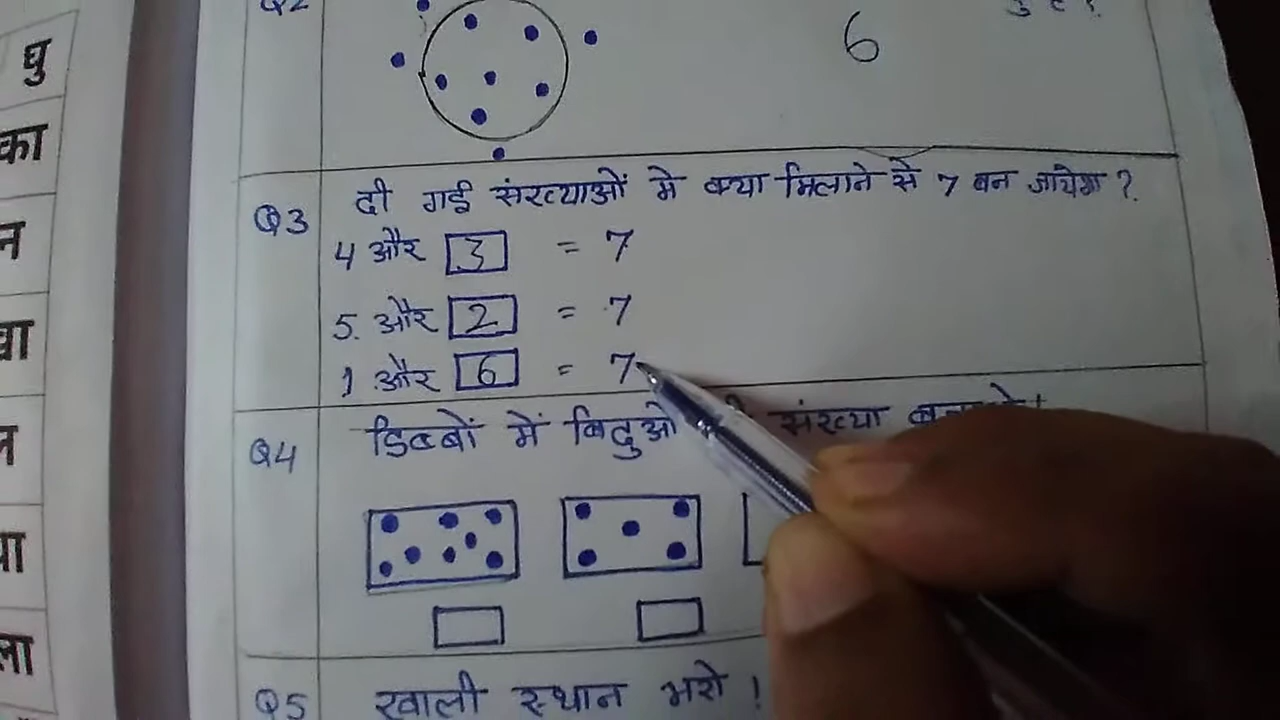 घु
का
6
Q3 दी गई संख्याओं मे क्या मिलाने से 7 बन जायेगा ?
4 और 3 = 7
5. और 2 = 7
1 और 6 = 7
Q4 डिब्बों में बिंदुओ संख्या
Q5 खाली स्थान भरो !